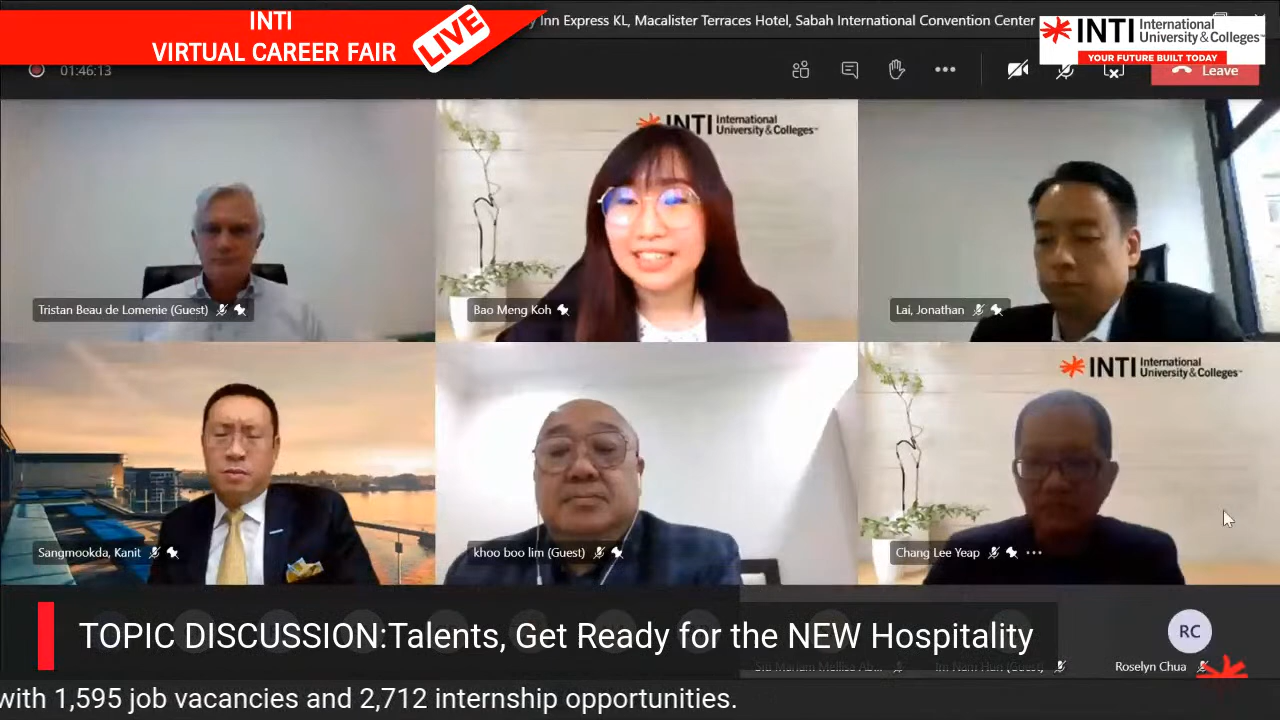 INTI
VIRTUAL CAREER FAIR
LIVE
Inn Express KL, Macalister Terraces Hotel, Sabah International Convention Center
INTI International University & Colleges
YOUR FUTURE BUILT TODAY
01:46:13
Leave
INTI International University & Colleges
Tristan Beau de Lomenie (Guest)
Bao Meng Koh
Lai, Jonathan
INTI International University & Colleges
Sangmookda, Kanit
khoo boo lim (Guest)
Chang Lee Yeap
RC
TOPIC DISCUSSION:Talents, Get Ready for the NEW Hospitality
Roselyn Chua
with 1,595 job vacancies and 2,712 internship opportunities.